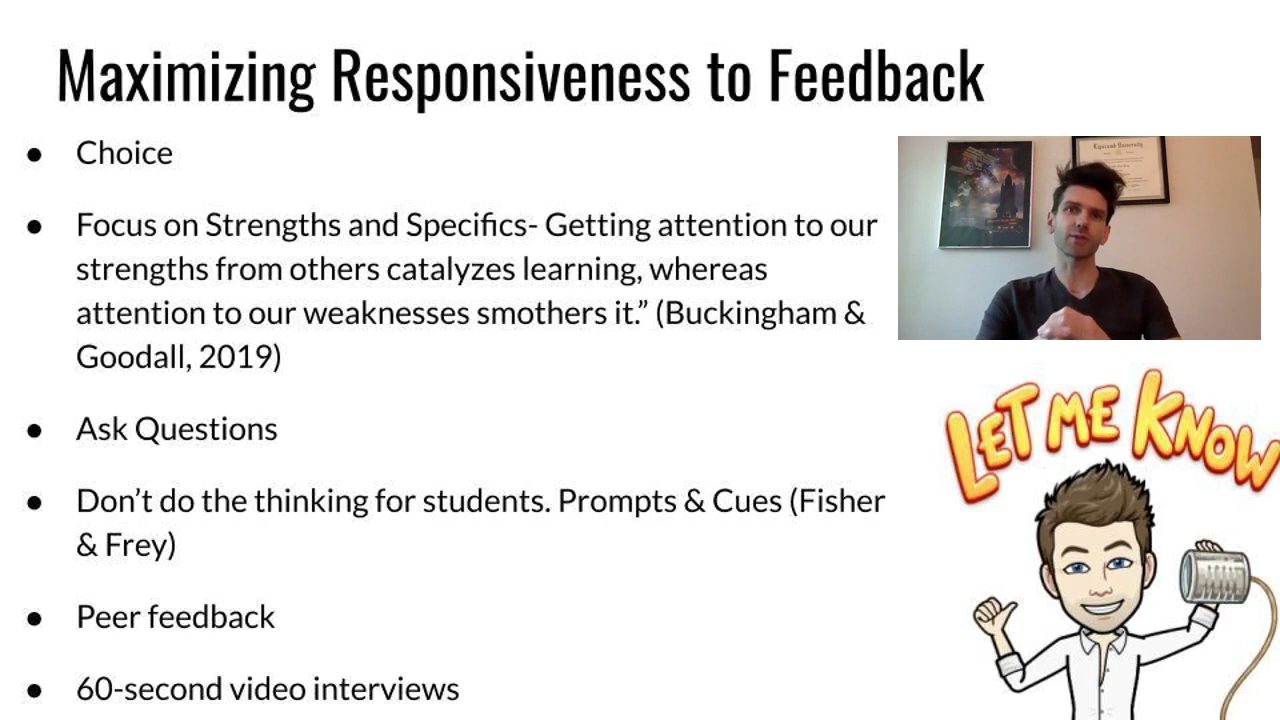 Maximizing Responsiveness to Feedback
● Choice
● Focus on Strengths and Specifics- Getting attention to our
strengths from others catalyzes learning, whereas
attention to our weaknesses smothers it.” (Buckingham &
Goodall, 2019)
● Ask Questions
● Don’t do the thinking for students. Prompts & Cues (Fisher
& Frey)
● Peer feedback
● 60-second video interviews
Lipscomb University
LET ME KNOW